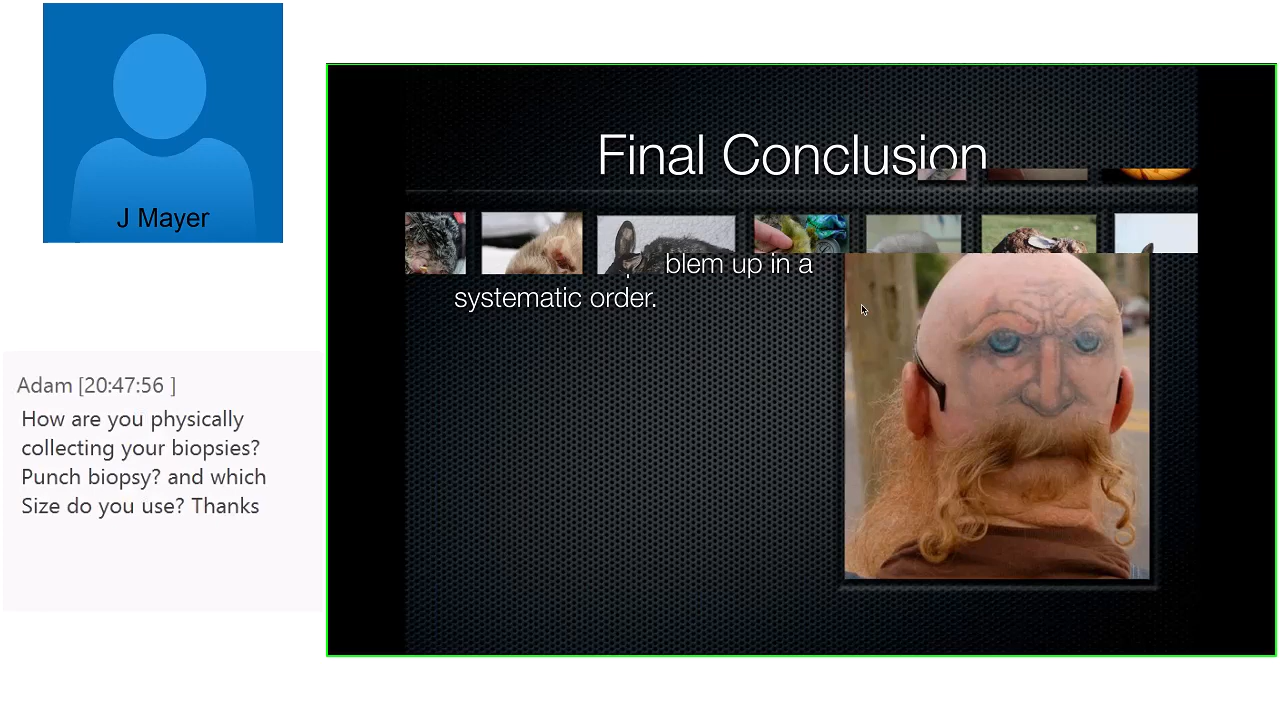 J Mayer
Final Conclusion
blem up in a
systematic order.
Adam [20:47:56 ]
How are you physically
collecting your biopsies?
Punch biopsy? and which
Size do you use? Thanks